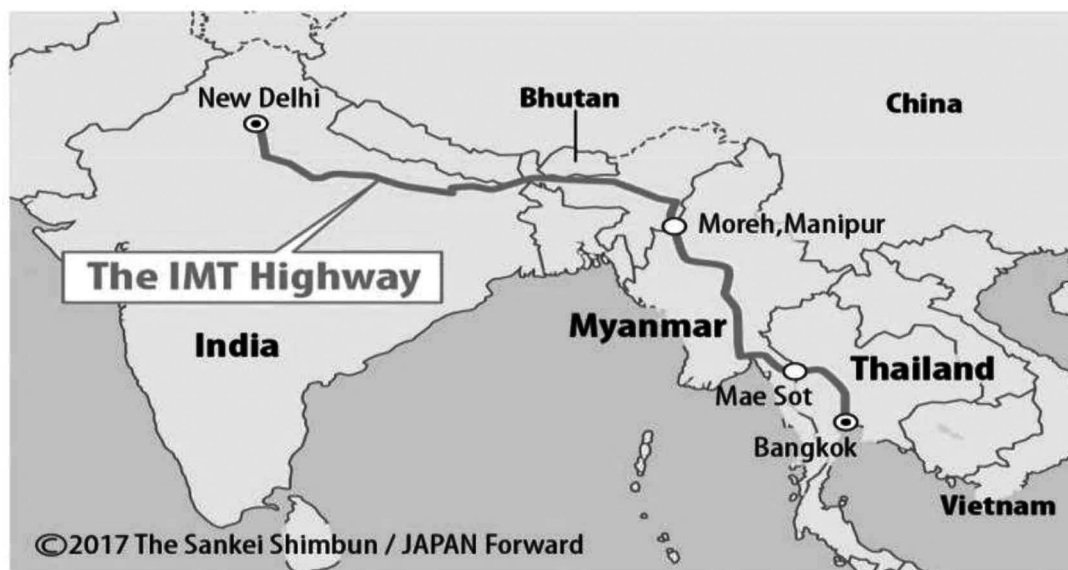 New Delhi
Bhutan
China
Moreh,Manipur
The IMT Highway
India
Myanmar
Thailand
Mae Sot
Bangkok
Vietnam
©2017 The Sankei Shimbun / JAPAN Forward